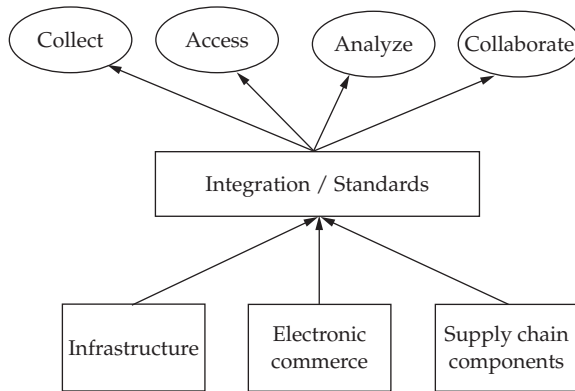 Collect
Access
Analyze
Collaborate
Integration / Standards
Infrastructure
Electronic
commerce
Supply chain
components